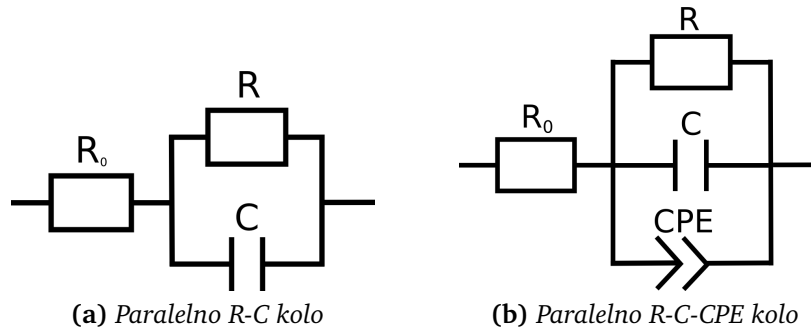 R₀
R
C
(a) Paralelno R-C kolo
R₀
R
C
CPE
(b) Paralelno R-C-CPE kolo